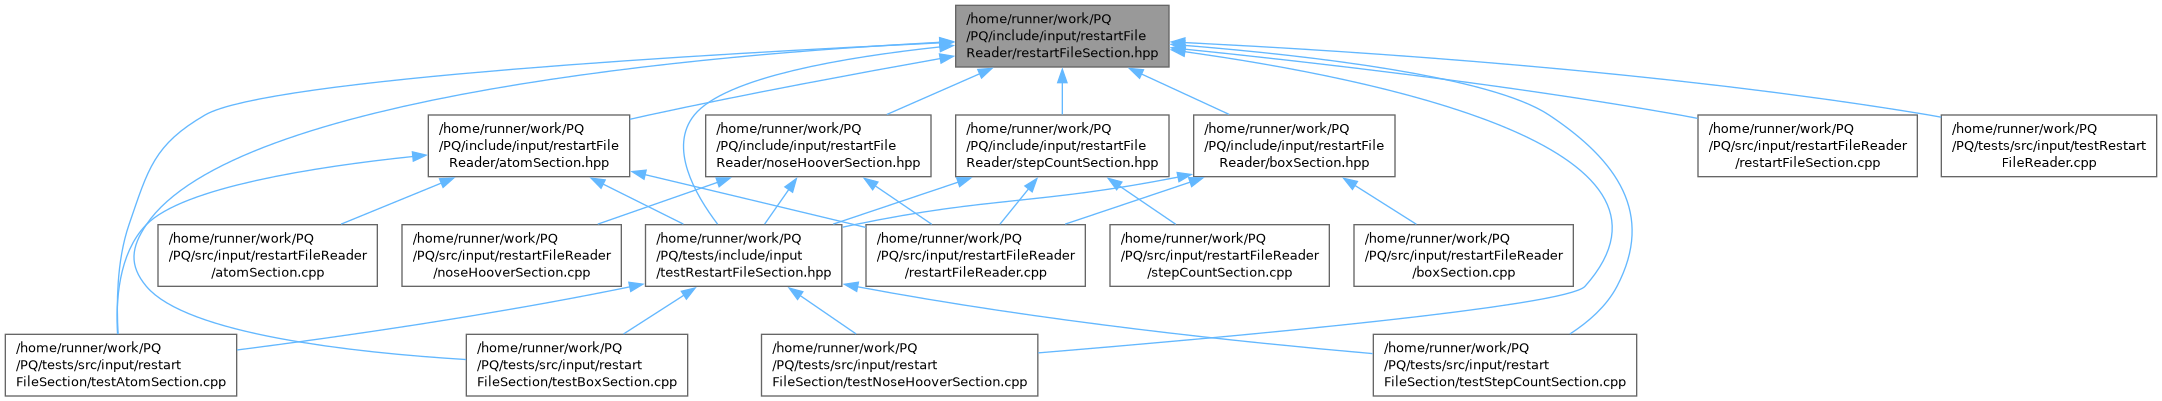 /home/runner/work/PQ
/PQ/include/input/restartFile
Reader/restartFileSection.hpp
/home/runner/work/PQ
/PQ/include/input/restartFile
Reader/atomSection.hpp
/home/runner/work/PQ
/PQ/include/input/restartFile
Reader/noseHooverSection.hpp
/home/runner/work/PQ
/PQ/include/input/restartFile
Reader/stepCountSection.hpp
/home/runner/work/PQ
/PQ/include/input/restartFile
Reader/boxSection.hpp
/home/runner/work/PQ
/PQ/src/input/restartFileReader
/restartFileSection.cpp
/home/runner/work/PQ
/PQ/tests/src/input/testRestart
FileReader.cpp
/home/runner/work/PQ
/PQ/src/input/restartFileReader
/atomSection.cpp
/home/runner/work/PQ
/PQ/src/input/restartFileReader
/noseHooverSection.cpp
/home/runner/work/PQ
/PQ/tests/include/input
/testRestartFileSection.hpp
/home/runner/work/PQ
/PQ/src/input/restartFileReader
/restartFileReader.cpp
/home/runner/work/PQ
/PQ/src/input/restartFileReader
/stepCountSection.cpp
/home/runner/work/PQ
/PQ/src/input/restartFileReader
/boxSection.cpp
/home/runner/work/PQ
/PQ/tests/src/input/restart
FileSection/testAtomSection.cpp
/home/runner/work/PQ
/PQ/tests/src/input/restart
FileSection/testBoxSection.cpp
/home/runner/work/PQ
/PQ/tests/src/input/restart
FileSection/testNoseHooverSection.cpp
/home/runner/work/PQ
/PQ/tests/src/input/restart
FileSection/testStepCountSection.cpp